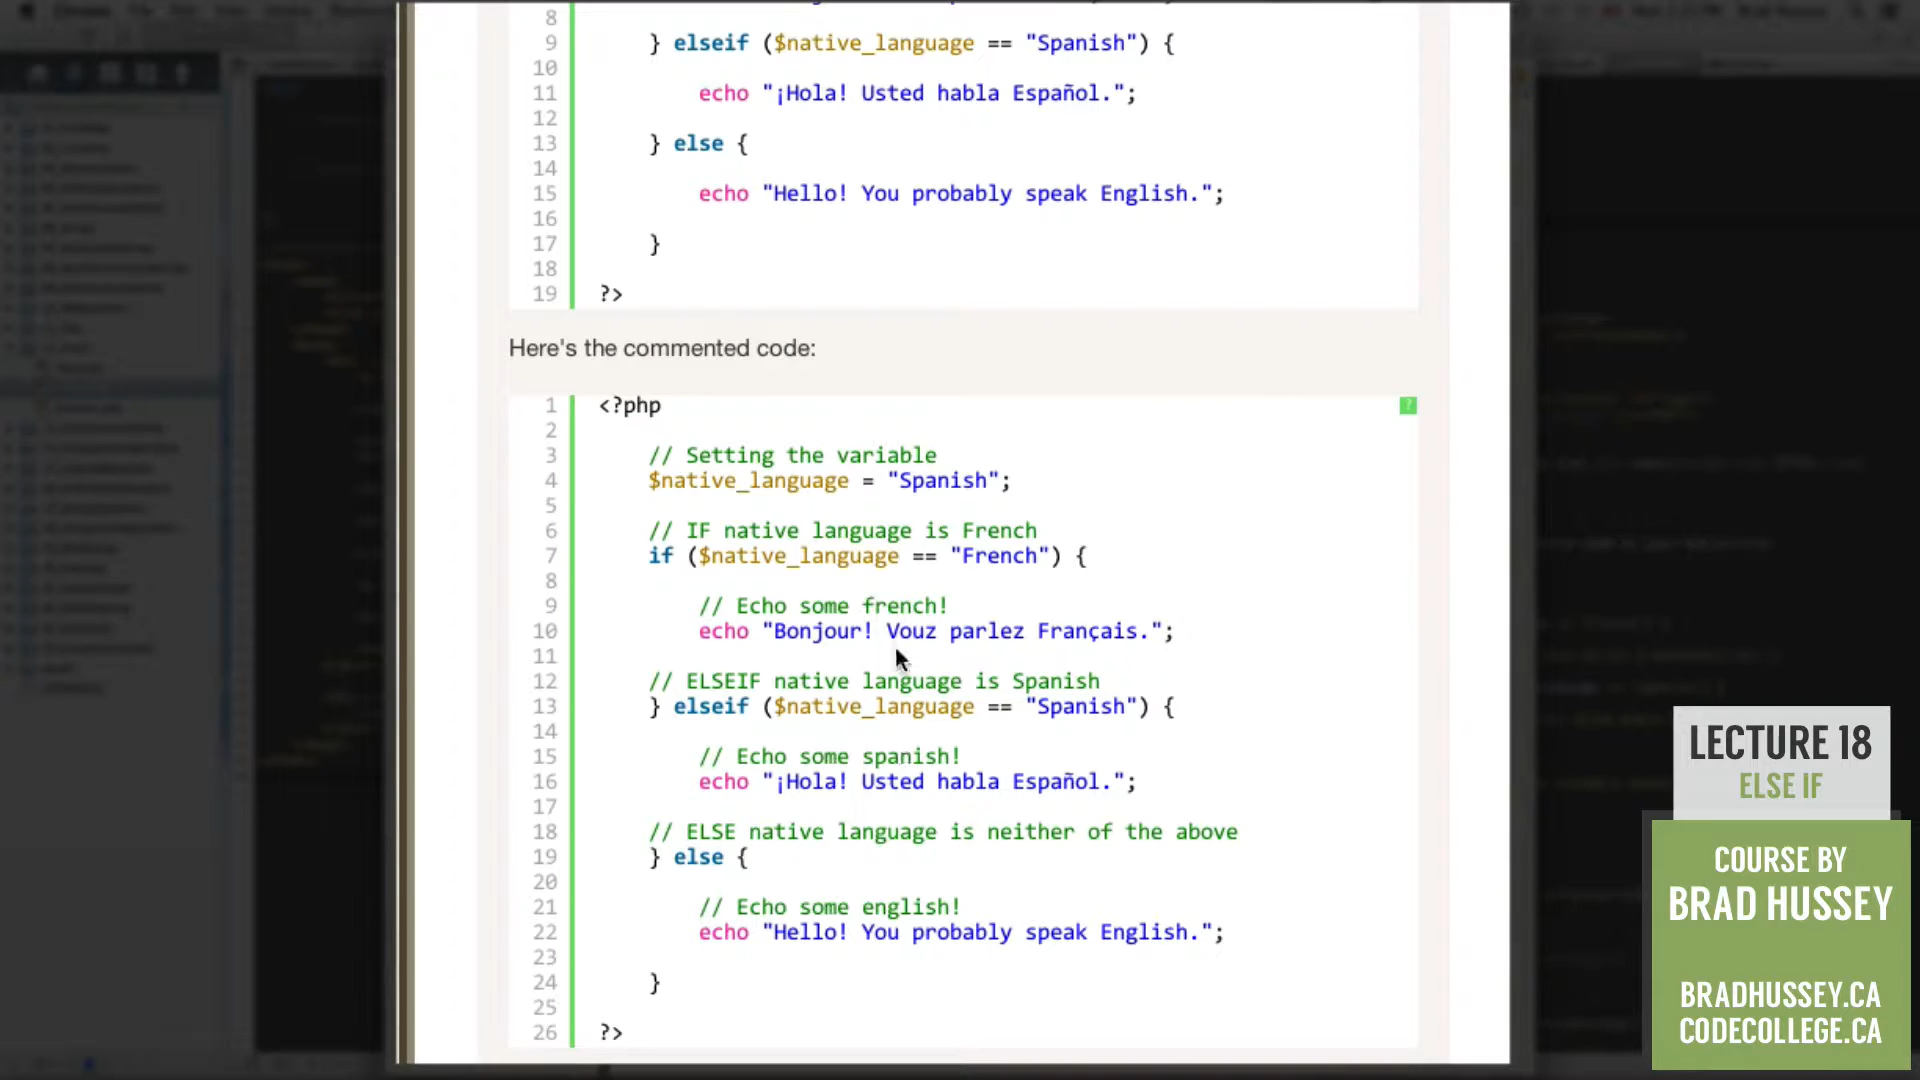 8
9 } elseif ($native_language == "Spanish") {
10
11 echo "¡Hola! Usted habla Español.";
12
13 } else {
14
15 echo "Hello! You probably speak English.";
16
17 }
18
19 ?>
Here's the commented code:
1 <?php
2
3 // Setting the variable
4 $native_language = "Spanish";
5
6 // IF native language is French
7 if ($native_language == "French") {
8
9 // Echo some french!
10 echo "Bonjour! Vouz parlez Français.";
11
12 // ELSEIF native language is Spanish
13 } elseif ($native_language == "Spanish") {
14
15 // Echo some spanish!
16 echo "¡Hola! Usted habla Español.";
17
18 // ELSE native language is neither of the above
19 } else {
20
21 // Echo some english!
22 echo "Hello! You probably speak English.";
23
24 }
25
26 ?>
?
LECTURE 18
ELSE IF
COURSE BY
BRAD HUSSEY
BRADHUSSEY.CA
CODECOLLEGE.CA